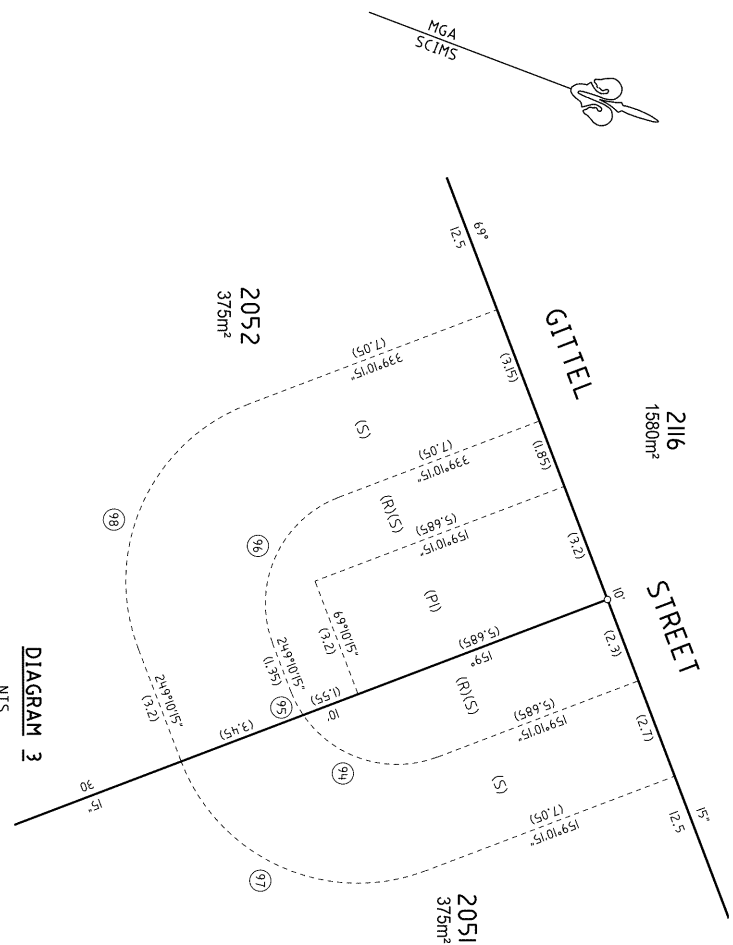 MGA
SCIMS
69°
12.5
GITTEL
STREET
2116
1580m²
2052
375m²
(3.15)
(1.85)
(3.2)
10'
(2.3)
(2.7)
15"
12.5
339°10'15"
(7.05)
(S)
339°10'15"
(7.05)
(R)(S)
159°10'15"
(5.685)
(P1)
69°10'15"
(3.2)
(5.685)
159°
(R)(S)
159°10'15"
(5.685)
(S)
159°10'15"
(7.05)
98
96
249°10'15"
(1.35)
(1.55)
10'
95
94
249°10'15"
(3.2)
(3.45)
30
15"
97
2051
375m²
DIAGRAM 3
NTS